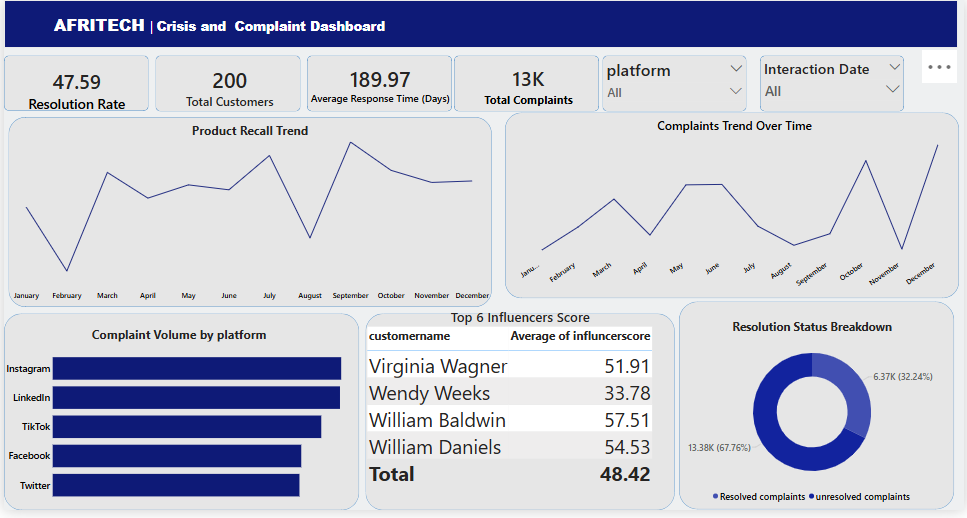 AFRITECH | Crisis and Complaint Dashboard
47.59
Resolution Rate
200
Total Customers
189.97
Average Response Time (Days)
13K
Total Complaints
platform
All
Interaction Date
All
Product Recall Trend
January February March April May June July August September October November December
Complaints Trend Over Time
Janu... February March April May June July August September October November December
Complaint Volume by platform
Instagram
LinkedIn
TikTok
Facebook
Twitter
Top 6 Influencers Score
customername Average of influncerscore
Virginia Wagner 51.91
Wendy Weeks 33.78
William Baldwin 57.51
William Daniels 54.53
Total 48.42
Resolution Status Breakdown
6.37K (32.24%)
13.38K (67.76%)
Resolved complaints unresolved complaints